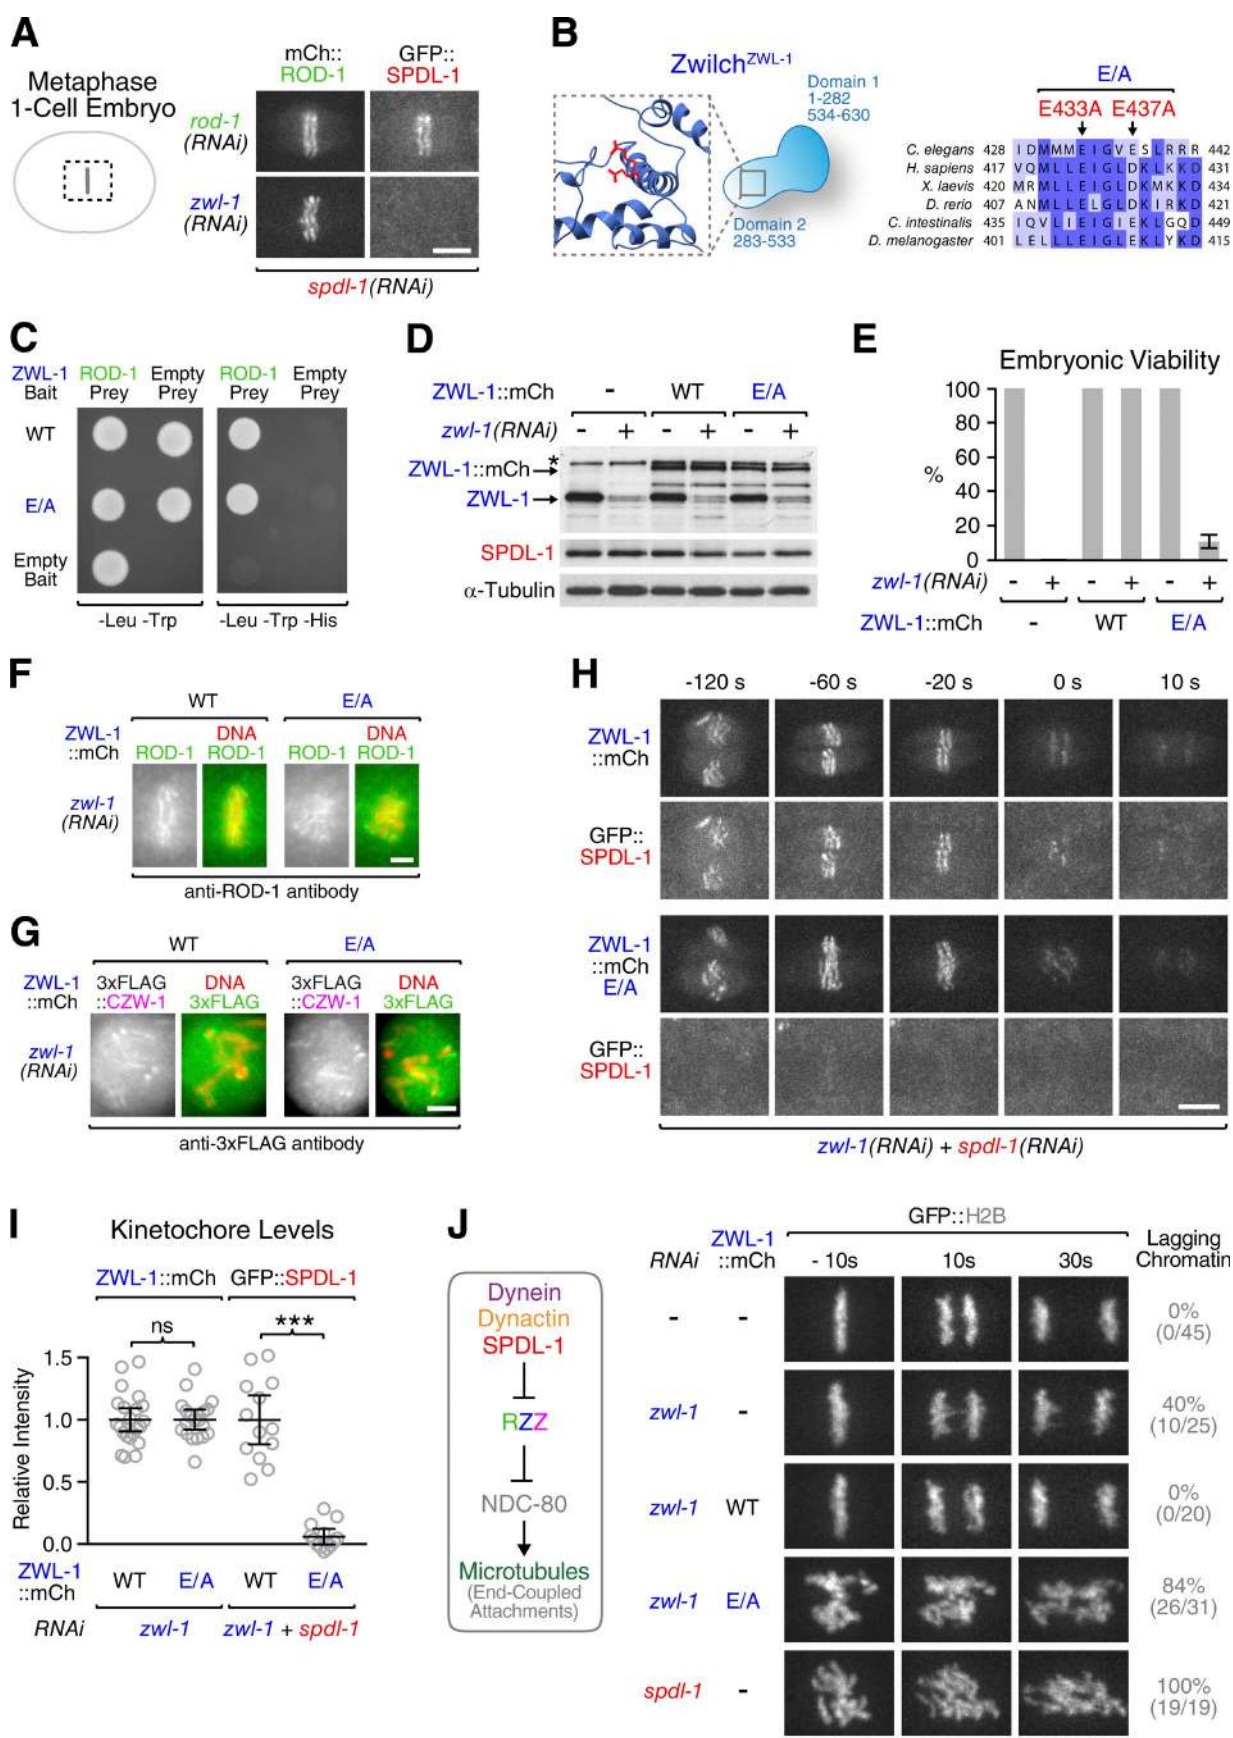 A
Metaphase
1-Cell Embryo
mCh:: GFP::
ROD-1 SPDL-1
rod-1
(RNAi)
zwl-1
(RNAi)
spdl-1(RNAi)
B
Zwilch ZWL-1
Domain 1
1-282
534-630
Domain 2
283-533
E/A
E433A E437A
C. elegans 428 IDMMMEIGVESLRRR 442
H. sapiens 417 VQMLLEIGLDKLKKD 431
X. laevis 420 MRMLLEIGLDKMKKD 434
D. rerio 407 ANMLLELGLDKIRKD 421
C. intestinalis 435 IQVLIEIGIEKLGQD 449
D. melanogaster 401 LELLLEIGLEKLYKD 415
C
ZWL-1 ROD-1 Empty ROD-1 Empty
Bait Prey Prey Prey Prey
WT
E/A
Empty
Bait
-Leu -Trp -Leu -Trp -His
D
ZWL-1::mCh - WT E/A
zwl-1(RNAi) - + - + - +
*
ZWL-1::mCh
ZWL-1
SPDL-1
α-Tubulin
E
Embryonic Viability
100
80
60
%
40
20
0
zwl-1(RNAi) - + - + - +
ZWL-1::mCh - WT E/A
F
WT E/A
ZWL-1 DNA DNA
::mCh ROD-1 ROD-1 ROD-1 ROD-1
zwl-1
(RNAi)
anti-ROD-1 antibody
G
WT E/A
ZWL-1 3xFLAG DNA 3xFLAG DNA
::mCh ::CZW-1 3xFLAG ::CZW-1 3xFLAG
zwl-1
(RNAi)
anti-3xFLAG antibody
H
-120 s -60 s -20 s 0 s 10 s
ZWL-1
::mCh
GFP::
SPDL-1
ZWL-1
::mCh
E/A
GFP::
SPDL-1
zwl-1(RNAi) + spdl-1(RNAi)
I
Kinetochore Levels
ZWL-1::mCh GFP::SPDL-1
ns ***
Relative Intensity
1.5
1.0
0.5
0.0
ZWL-1
::mCh WT E/A WT E/A
RNAi zwl-1 zwl-1 + spdl-1
J
Dynein
Dynactin
SPDL-1
RZZ
NDC-80
Microtubules
(End-Coupled
Attachments)
GFP::H2B
RNAi ZWL-1
::mCh - 10s 10s 30s Lagging
Chromatin
- - 0%
(0/45)
zwl-1 - 40%
(10/25)
zwl-1 WT 0%
(0/20)
zwl-1 E/A 84%
(26/31)
spdl-1 - 100%
(19/19)